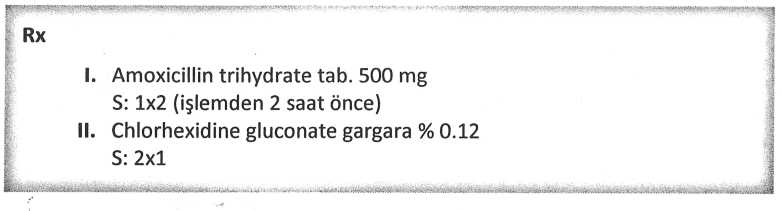 Rx
I. Amoxicillin trihydrate tab. 500 mg
S: 1x2 (işlemden 2 saat önce)
II. Chlorhexidine gluconate gargara % 0.12
S: 2x1